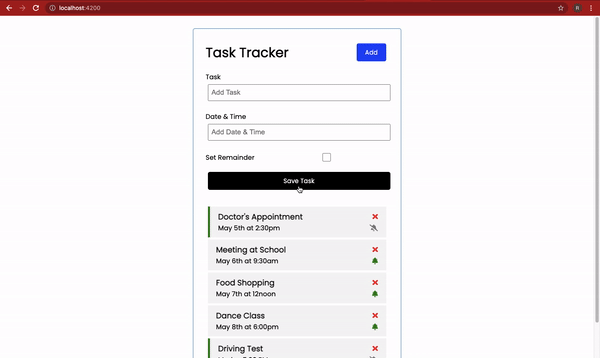 localhost:4200
R
Task Tracker
Add
Task
Add Task
Date & Time
Add Date & Time
Set Remainder
Save Task
Doctor's Appointment
May 5th at 2:30pm
Meeting at School
May 6th at 9:30am
Food Shopping
May 7th at 12noon
Dance Class
May 8th at 6:00pm
Driving Test